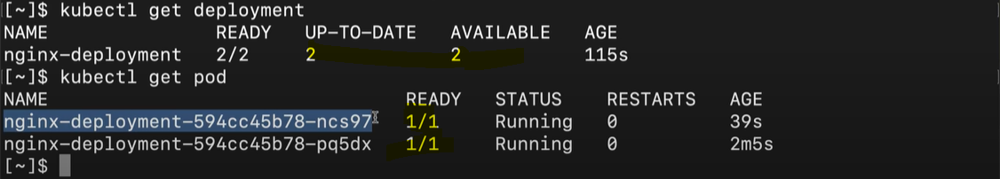 [~]$ kubectl get deployment
NAME READY UP-TO-DATE AVAILABLE AGE
nginx-deployment 2/2 2 2 115s
[~]$ kubectl get pod
NAME READY STATUS RESTARTS AGE
nginx-deployment-594cc45b78-ncs97 1/1 Running 0 39s
nginx-deployment-594cc45b78-pq5dx 1/1 Running 0 2m5s
[~]$